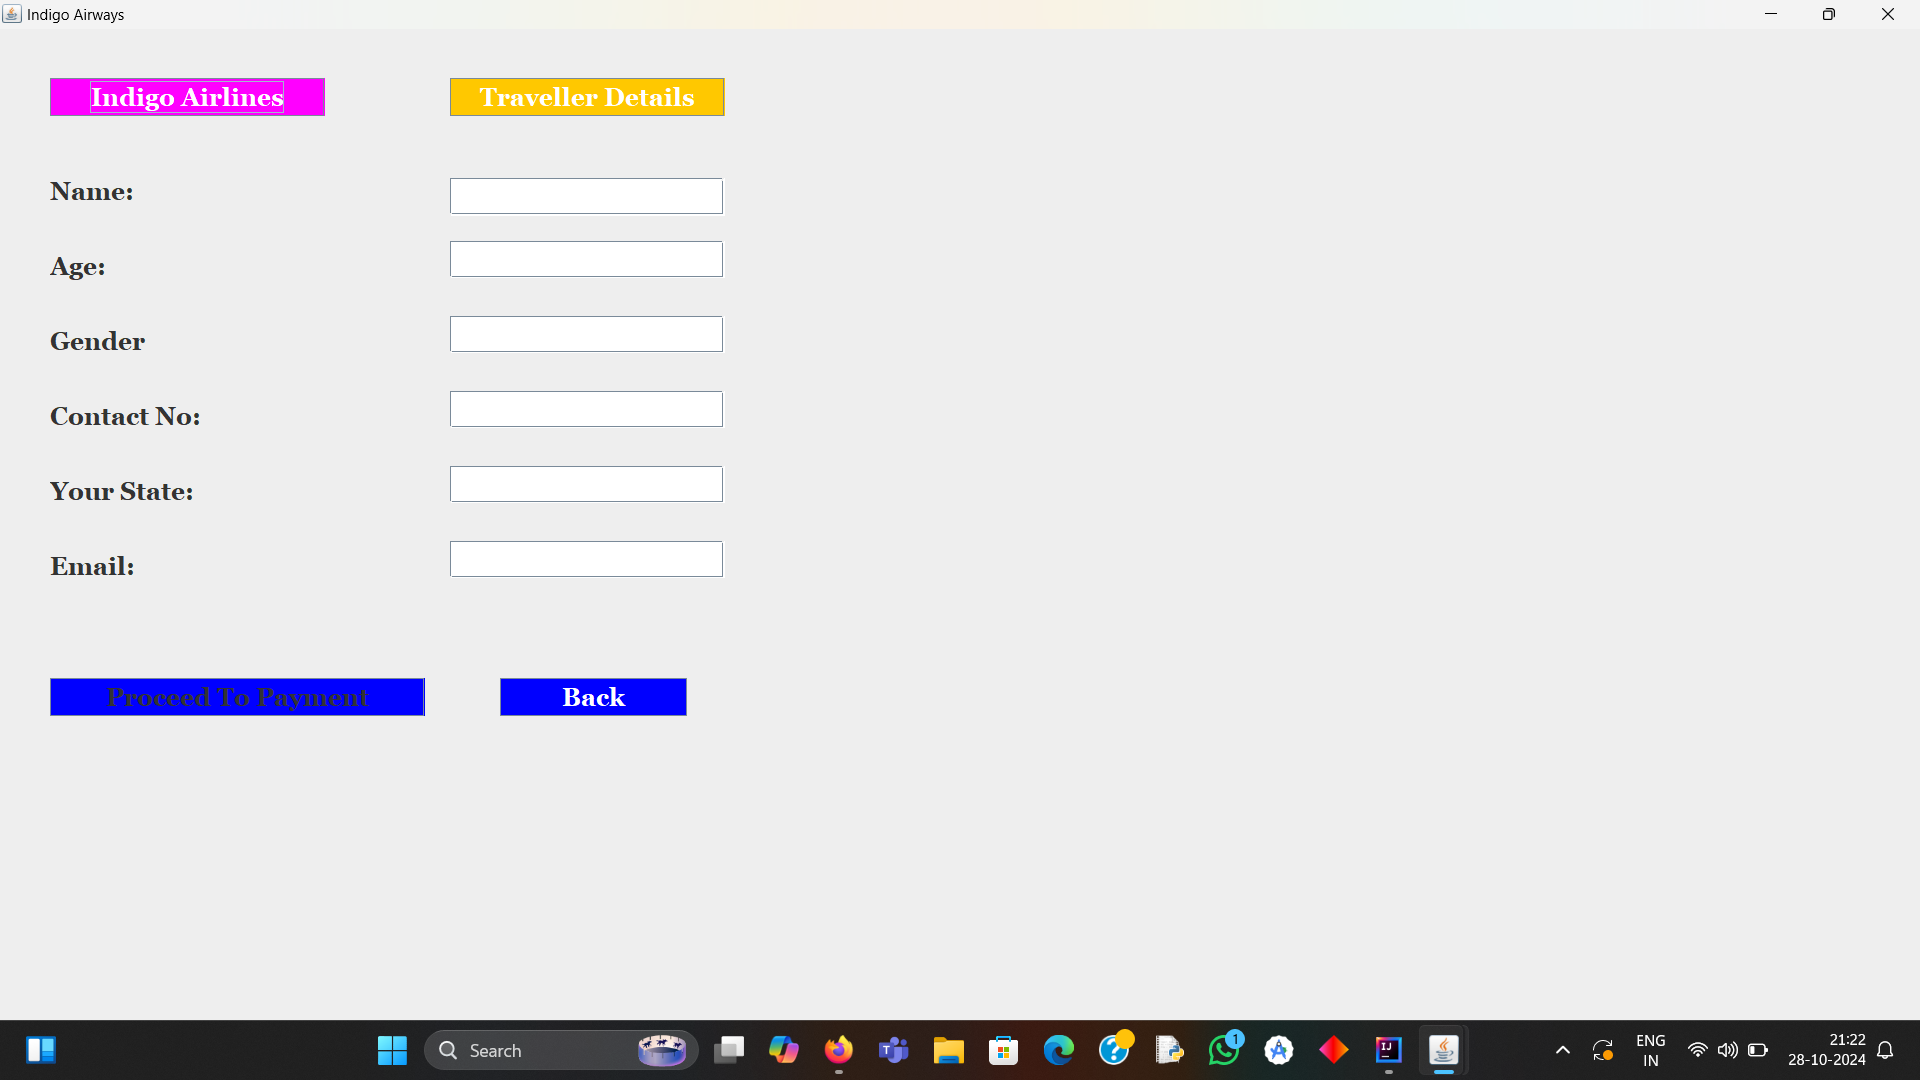 Indigo Airways
Indigo Airlines
Traveller Details
Name:
Age:
Gender
Contact No:
Your State:
Email:
Proceed To Payment
Back
Search
1
ENG
IN
21:22
28-10-2024